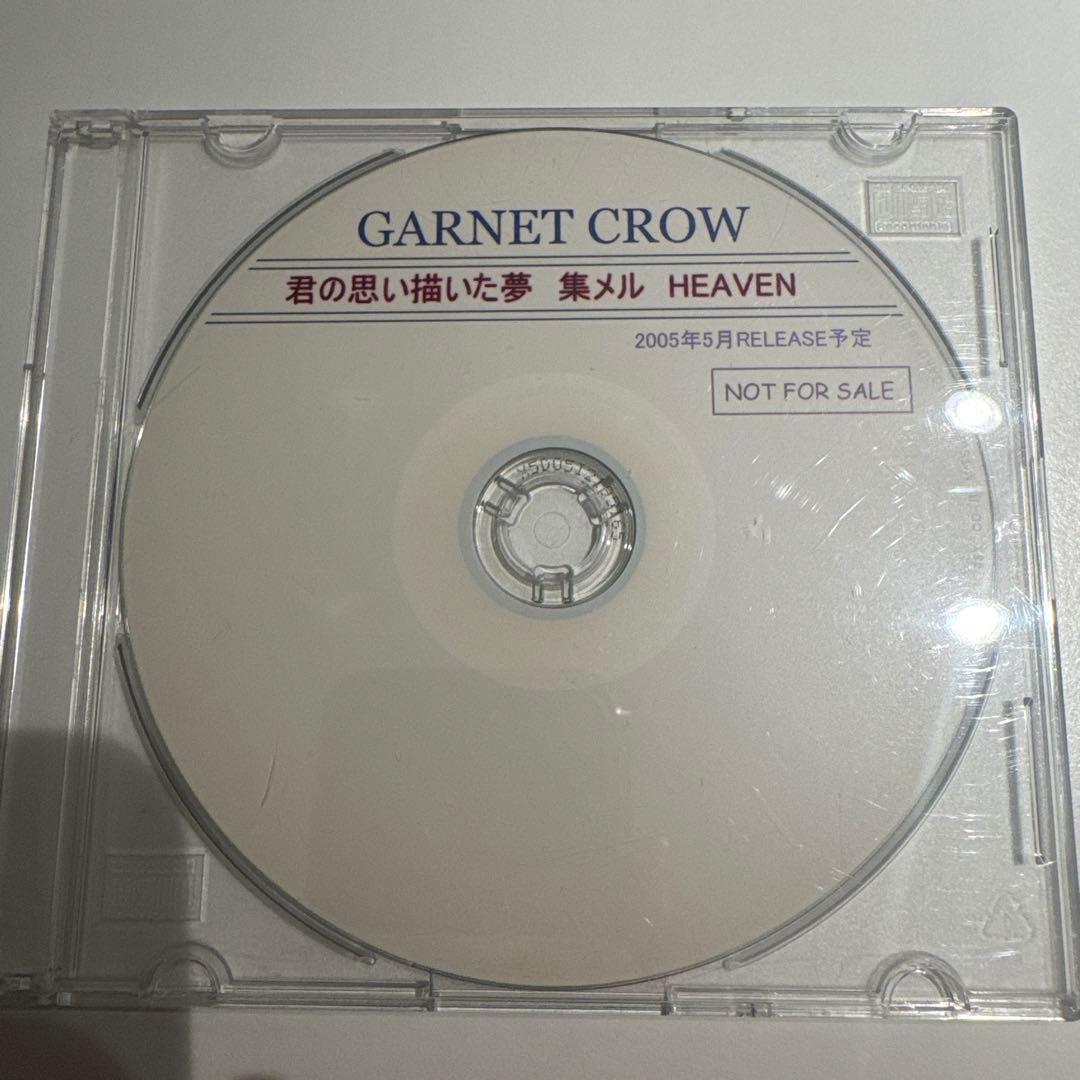 GARNET CROW
君の思い描いた夢　集メル　HEAVEN
2005年5月RELEASE予定
NOT FOR SALE
Recordable